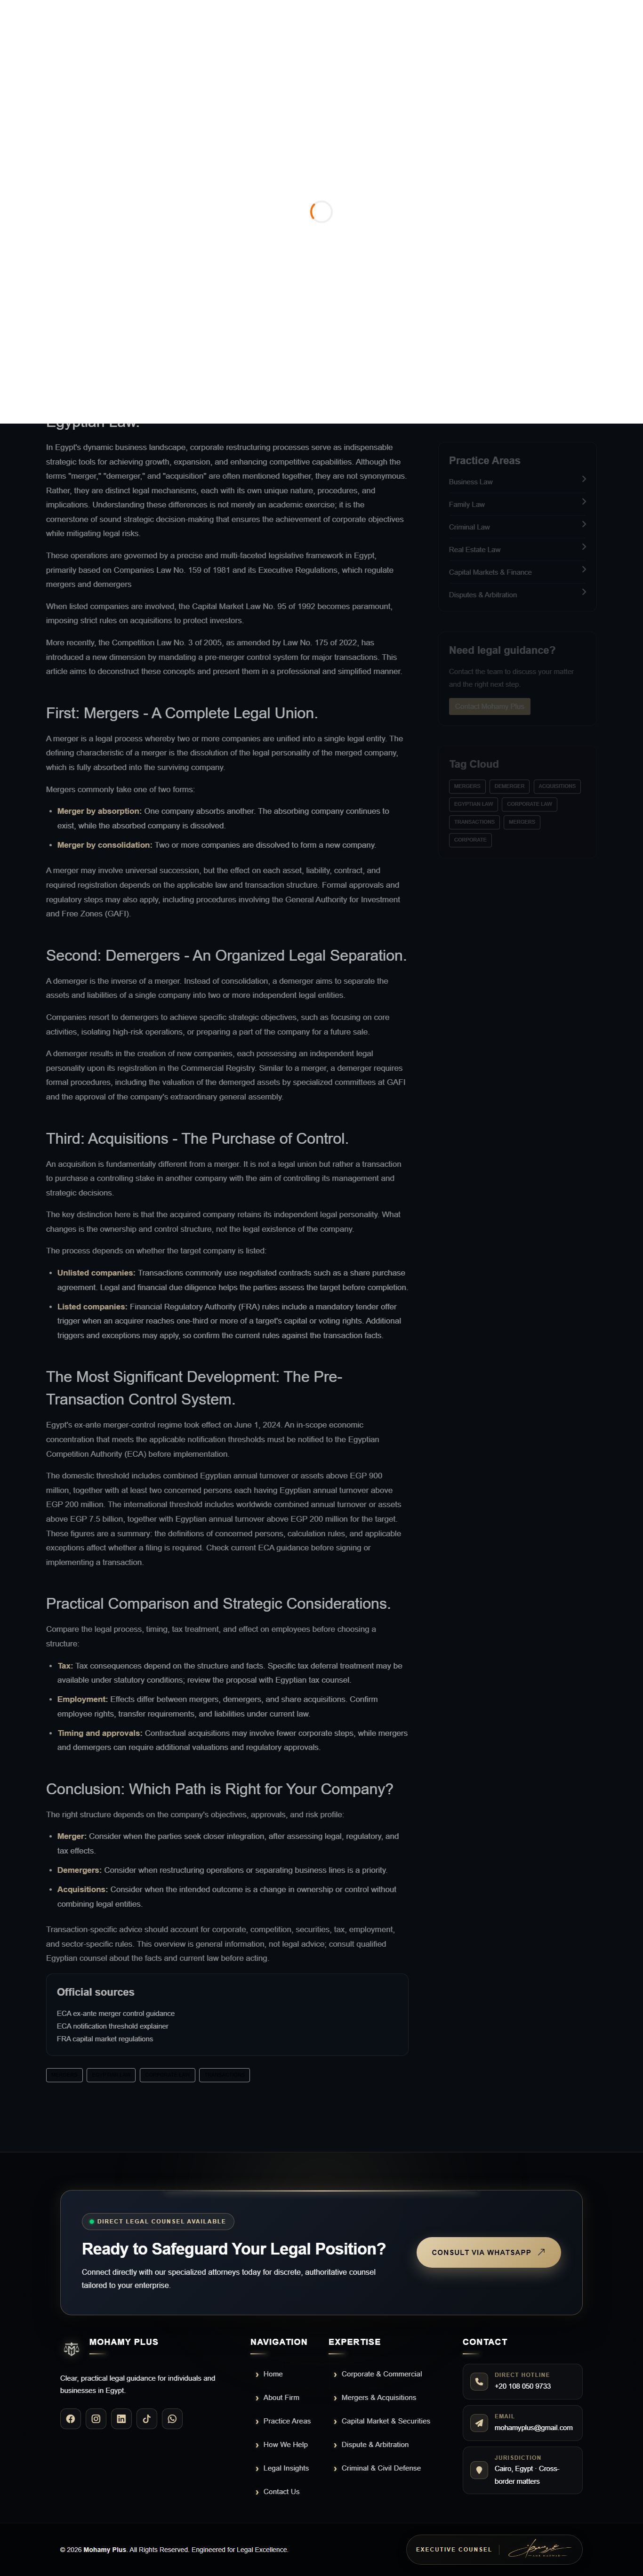 Egyptian Law.
In Egypt's dynamic business landscape, corporate restructuring processes serve as indispensable
strategic tools for achieving growth, expansion, and enhancing competitive capabilities. Although the
terms "merger," "demerger," and "acquisition" are often mentioned together, they are not synonymous.
Rather, they are distinct legal mechanisms, each with its own unique nature, procedures, and
implications. Understanding these differences is not merely an academic exercise; it is the
cornerstone of sound strategic decision-making that ensures the achievement of corporate objectives
while mitigating legal risks.
These operations are governed by a precise and multi-faceted legislative framework in Egypt,
primarily based on Companies Law No. 159 of 1981 and its Executive Regulations, which regulate
mergers and demergers
When listed companies are involved, the Capital Market Law No. 95 of 1992 becomes paramount,
imposing strict rules on acquisitions to protect investors.
More recently, the Competition Law No. 3 of 2005, as amended by Law No. 175 of 2022, has
introduced a new dimension by mandating a pre-merger control system for major transactions. This
article aims to deconstruct these concepts and present them in a professional and simplified manner.
First: Mergers - A Complete Legal Union.
A merger is a legal process whereby two or more companies are unified into a single legal entity. The
defining characteristic of a merger is the dissolution of the legal personality of the merged company,
which is fully absorbed into the surviving company.
Mergers commonly take one of two forms:
• Merger by absorption: One company absorbs another. The absorbing company continues to
exist, while the absorbed company is dissolved.
• Merger by consolidation: Two or more companies are dissolved to form a new company.
A merger may involve universal succession, but the effect on each asset, liability, contract, and
required registration depends on the applicable law and transaction structure. Formal approvals and
regulatory steps may also apply, including procedures involving the General Authority for Investment
and Free Zones (GAFI).
Second: Demergers - An Organized Legal Separation.
A demerger is the inverse of a merger. Instead of consolidation, a demerger aims to separate the
assets and liabilities of a single company into two or more independent legal entities.
Companies resort to demergers to achieve specific strategic objectives, such as focusing on core
activities, isolating high-risk operations, or preparing a part of the company for a future sale.
A demerger results in the creation of new companies, each possessing an independent legal
personality upon its registration in the Commercial Registry. Similar to a merger, a demerger requires
formal procedures, including the valuation of the demerged assets by specialized committees at GAFI
and the approval of the company's extraordinary general assembly.
Third: Acquisitions - The Purchase of Control.
An acquisition is fundamentally different from a merger. It is not a legal union but rather a transaction
to purchase a controlling stake in another company with the aim of controlling its management and
strategic decisions.
The key distinction here is that the acquired company retains its independent legal personality. What
changes is the ownership and control structure, not the legal existence of the company.
The process depends on whether the target company is listed:
• Unlisted companies: Transactions commonly use negotiated contracts such as a share purchase
agreement. Legal and financial due diligence helps the parties assess the target before completion.
• Listed companies: Financial Regulatory Authority (FRA) rules include a mandatory tender offer
trigger when an acquirer reaches one-third or more of a target's capital or voting rights. Additional
triggers and exceptions may apply, so confirm the current rules against the transaction facts.
The Most Significant Development: The Pre-
Transaction Control System.
Egypt's ex-ante merger-control regime took effect on June 1, 2024. An in-scope economic
concentration that meets the applicable notification thresholds must be notified to the Egyptian
Competition Authority (ECA) before implementation.
The domestic threshold includes combined Egyptian annual turnover or assets above EGP 900
million, together with at least two concerned persons each having Egyptian annual turnover above
EGP 200 million. The international threshold includes worldwide combined annual turnover or assets
above EGP 7.5 billion, together with Egyptian annual turnover above EGP 200 million for the target.
These figures are a summary: the definitions of concerned persons, calculation rules, and applicable
exceptions affect whether a filing is required. Check current ECA guidance before signing or
implementing a transaction.
Practical Comparison and Strategic Considerations.
Compare the legal process, timing, tax treatment, and effect on employees before choosing a
structure:
• Tax: Tax consequences depend on the structure and facts. Specific tax deferral treatment may be
available under statutory conditions; review the proposal with Egyptian tax counsel.
• Employment: Effects differ between mergers, demergers, and share acquisitions. Confirm
employee rights, transfer requirements, and liabilities under current law.
• Timing and approvals: Contractual acquisitions may involve fewer corporate steps, while mergers
and demergers can require additional valuations and regulatory approvals.
Conclusion: Which Path is Right for Your Company?
The right structure depends on the company's objectives, approvals, and risk profile:
• Merger: Consider when the parties seek closer integration, after assessing legal, regulatory, and
tax effects.
• Demergers: Consider when restructuring operations or separating business lines is a priority.
• Acquisitions: Consider when the intended outcome is a change in ownership or control without
combining legal entities.
Transaction-specific advice should account for corporate, competition, securities, tax, employment,
and sector-specific rules. This overview is general information, not legal advice; consult qualified
Egyptian counsel about the facts and current law before acting.
Official sources
ECA ex-ante merger control guidance
ECA notification threshold explainer
FRA capital market regulations
Practice Areas
Business Law
Family Law
Criminal Law
Real Estate Law
Capital Markets & Finance
Disputes & Arbitration
Need legal guidance?
Contact the team to discuss your matter
and the right next step.
Contact Mohamy Plus
Tag Cloud
MERGERS DEMERGER ACQUISITIONS
EGYPTIAN LAW CORPORATE LAW
TRANSACTIONS MERGERS
CORPORATE
DIRECT LEGAL COUNSEL AVAILABLE
Ready to Safeguard Your Legal Position?
Connect directly with our specialized attorneys today for discrete, authoritative counsel
tailored to your enterprise.
CONSULT VIA WHATSAPP
MOHAMY PLUS
Clear, practical legal guidance for individuals and
businesses in Egypt.
NAVIGATION
Home
About Firm
Practice Areas
How We Help
Legal Insights
Contact Us
EXPERTISE
Corporate & Commercial
Mergers & Acquisitions
Capital Market & Securities
Dispute & Arbitration
Criminal & Civil Defense
CONTACT
DIRECT HOTLINE
+20 108 050 9733
EMAIL
mohamyplus@gmail.com
JURISDICTION
Cairo, Egypt · Cross-
border matters
© 2026 Mohamy Plus. All Rights Reserved. Engineered for Legal Excellence.
EXECUTIVE COUNSEL